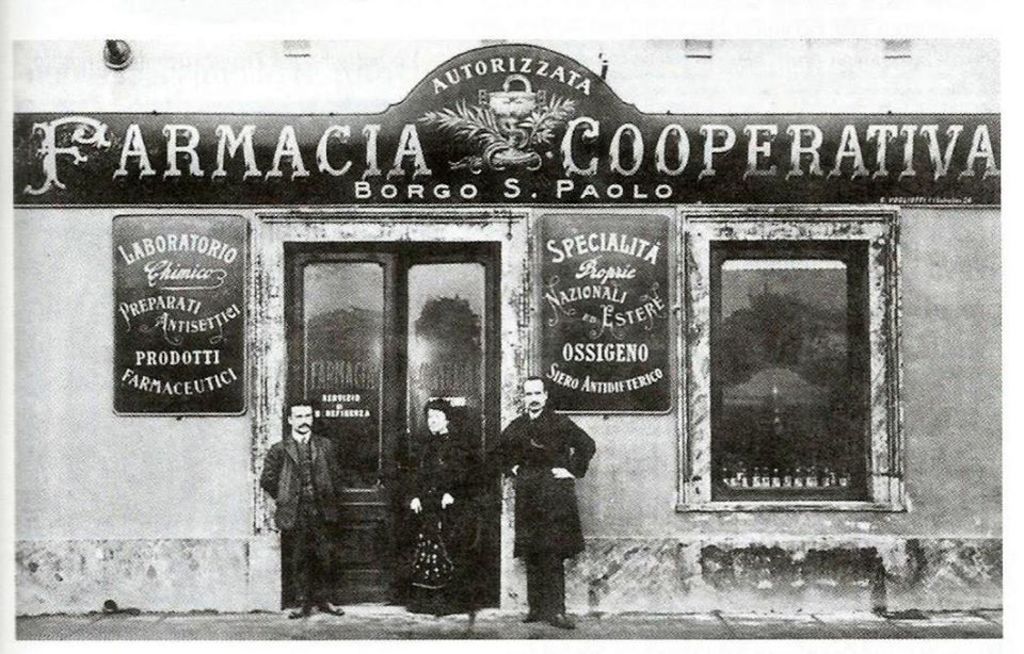 AUTORIZZATA
FARMACIA COOPERATIVA
BORGO S. PAOLO
LABORATORIO
Chimico
PREPARATI
ANTISETTICI
PRODOTTI
FARMACEUTICI
FARMACIA
SERVIZIO
DI
SPECIALITÀ
Proprie
NAZIONALI
ED ESTERE
OSSIGENO
SIERO ANTIDIFTERICO